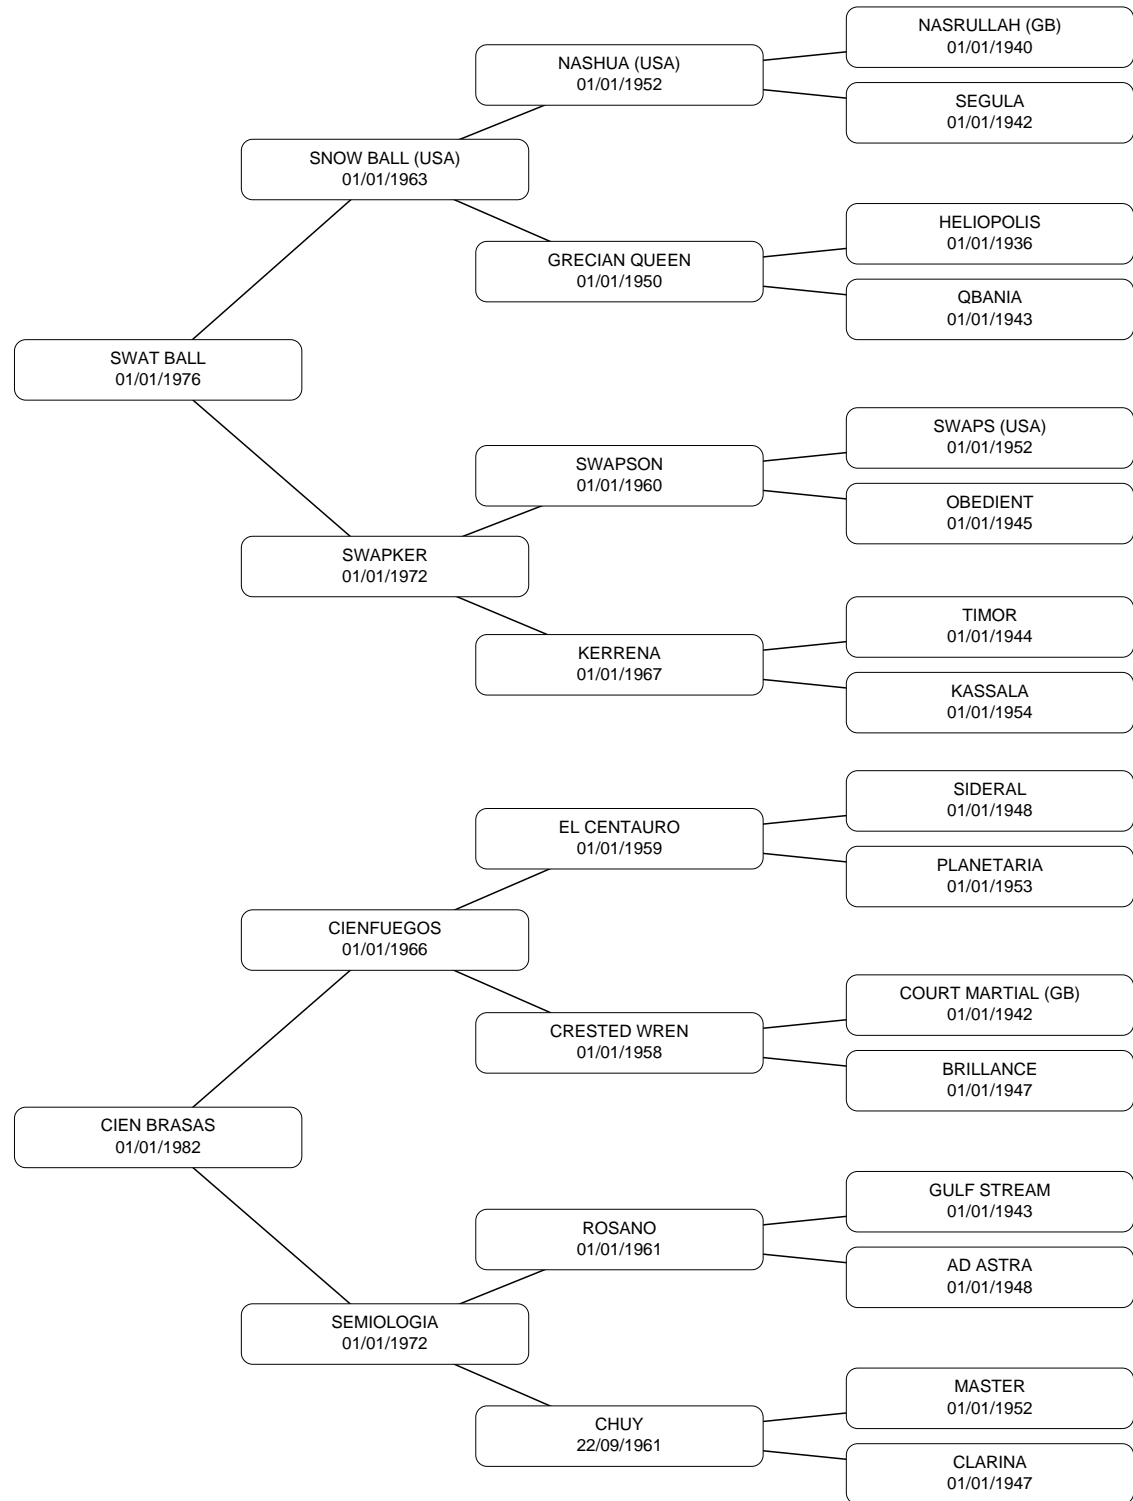 NASRULLAH (GB)
01/01/1940
NASHUA (USA)
01/01/1952
SEGULA
01/01/1942
SNOW BALL (USA)
01/01/1963
HELIOPOLIS
01/01/1936
GRECIAN QUEEN
01/01/1950
QBANIA
01/01/1943
SWAT BALL
01/01/1976
SWAPS (USA)
01/01/1952
SWAPSON
01/01/1960
OBEDIENT
01/01/1945
SWAPKER
01/01/1972
TIMOR
01/01/1944
KERRENA
01/01/1967
KASSALA
01/01/1954
SIDERAL
01/01/1948
EL CENTAURO
01/01/1959
PLANETARIA
01/01/1953
CIENFUEGOS
01/01/1966
COURT MARTIAL (GB)
01/01/1942
CRESTED WREN
01/01/1958
BRILLANCE
01/01/1947
CIEN BRASAS
01/01/1982
GULF STREAM
01/01/1943
ROSANO
01/01/1961
AD ASTRA
01/01/1948
SEMIOLOGIA
01/01/1972
MASTER
01/01/1952
CHUY
22/09/1961
CLARINA
01/01/1947